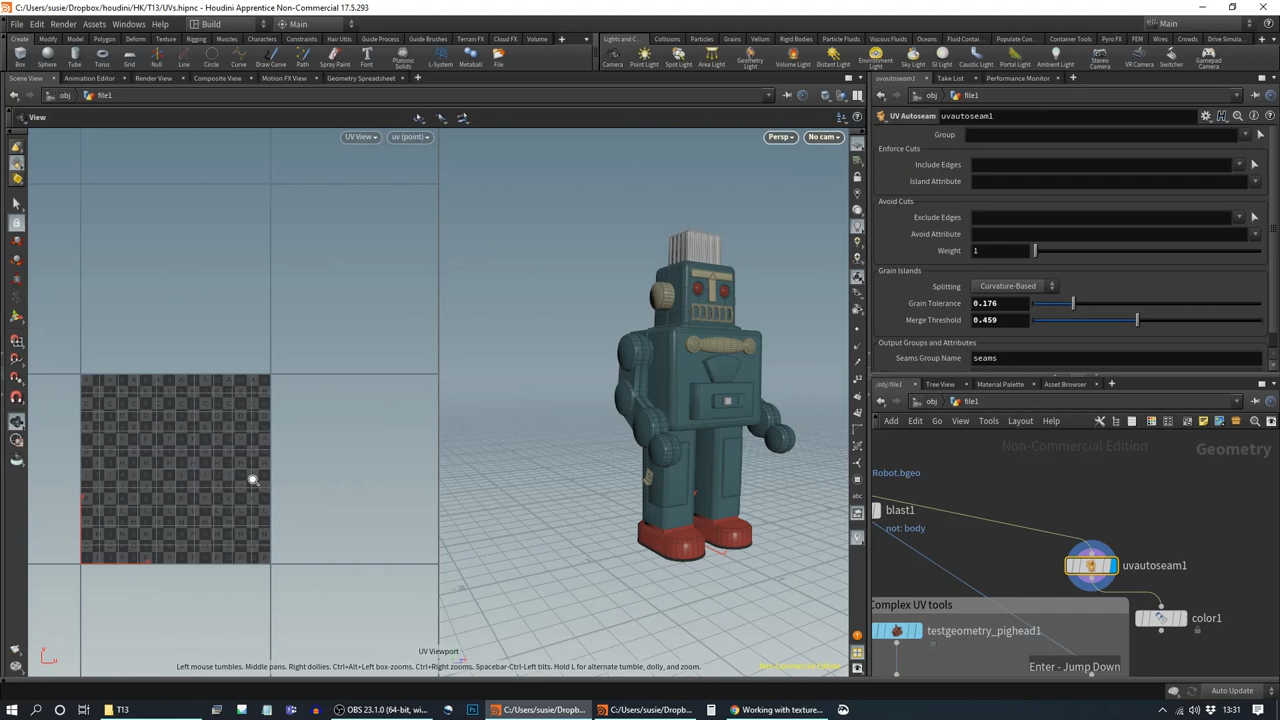 C:/Users/susie/Dropbox/houdini/HK/T13/UVs.hipnc - Houdini Apprentice Non-Commercial 17.5.293
File Edit Render Assets Windows Help Build Main Main
Create Modify Model Polygon Deform Texture Rigging Muscles Characters Constraints Hair Utils Guide Process Guide Brushes Terrain FX Cloud FX Volume
Lights and C... Collisions Particles Grains Vellum Rigid Bodies Particle Fluids Viscous Fluids Oceans Fluid Contai... Populate Con... Container Tools Pyro FX FEM Wires Crowds Drive Simula...
Box Sphere Tube Torus Grid Null Line Circle Curve Draw Curve Path Spray Paint Font Platonic Solids L-System Metaball File
Camera Point Light Spot Light Area Light Geometry Light Volume Light Distant Light Environment Light Sky Light GI Light Caustic Light Portal Light Ambient Light Stereo Camera VR Camera Switcher Gamepad Camera
Scene View Animation Editor Render View Composite View Motion FX View Geometry Spreadsheet
uvautoseam1 Take List Performance Monitor
obj file1
obj file1
View
UV Autoseam uvautoseam1
UV View uv (point) Persp No cam
Group
Enforce Cuts
Include Edges
Island Attribute
Avoid Cuts
Exclude Edges
Avoid Attribute
Weight 1
Grain Islands
Splitting Curvature-Based
Grain Tolerance 0.176
Merge Threshold 0.459
Output Groups and Attributes
Seams Group Name seams
/obj/file1 Tree View Material Palette Asset Browser
obj file1
Add Edit Go View Tools Layout Help
Non-Commercial Edition Geometry
Robot.bgeo
blast1
not: body
uvautoseam1
Complex UV tools
color1
testgeometry_pighead1
Enter - Jump Down
UV Viewport
Left mouse tumbles. Middle pans. Right dollies. Ctrl+Alt+Left box-zooms. Ctrl+Right zooms. Spacebar-Ctrl-Left tilts. Hold L for alternate tumble, dolly, and zoom.
Non-Commercial Edition
abc
Auto Update
T13 OBS 23.1.0 (64-bit, wi... C:/Users/susie/Dropb... C:/Users/susie/Dropb... Working with texture... 13:31